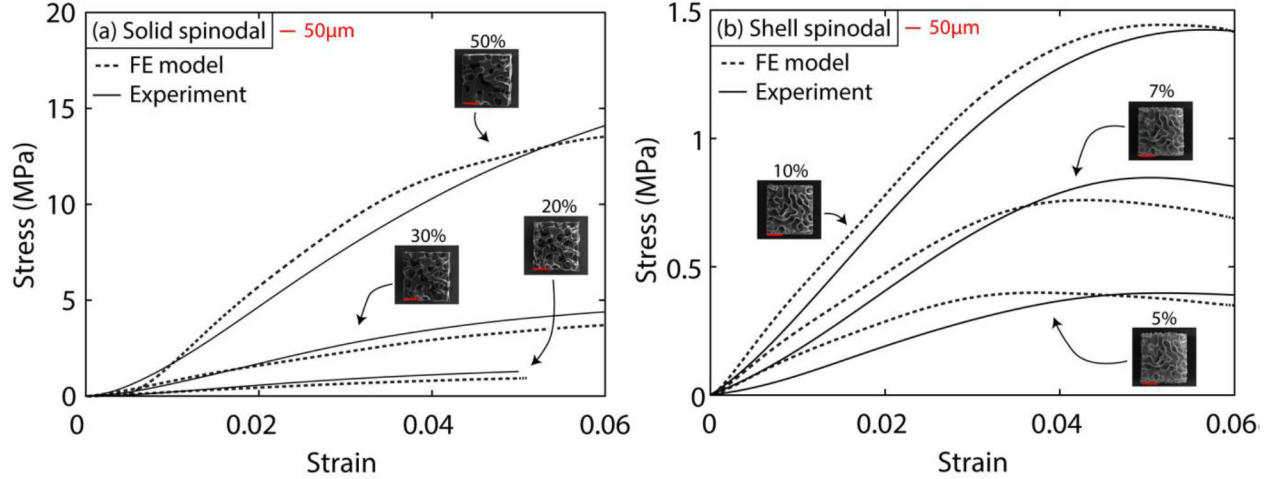 20
(a) Solid spinodal
50μm
FE model
Experiment
50%
15
20%
30%
10
5
0
Stress (MPa)
0
0.02
0.04
0.06
Strain
1.5
(b) Shell spinodal
50μm
FE model
Experiment
7%
1
10%
0.5
5%
0
Stress (MPa)
0
0.02
0.04
0.06
Strain